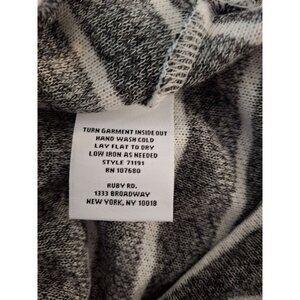 TURN GARMENT INSIDE OUT
HAND WASH COLD
LAY FLAT TO DRY
LOW IRON AS NEEDED
STYLE 71191
RN 107680
RUBY RD.
1333 BROADWAY
NEW YORK, NY 10018